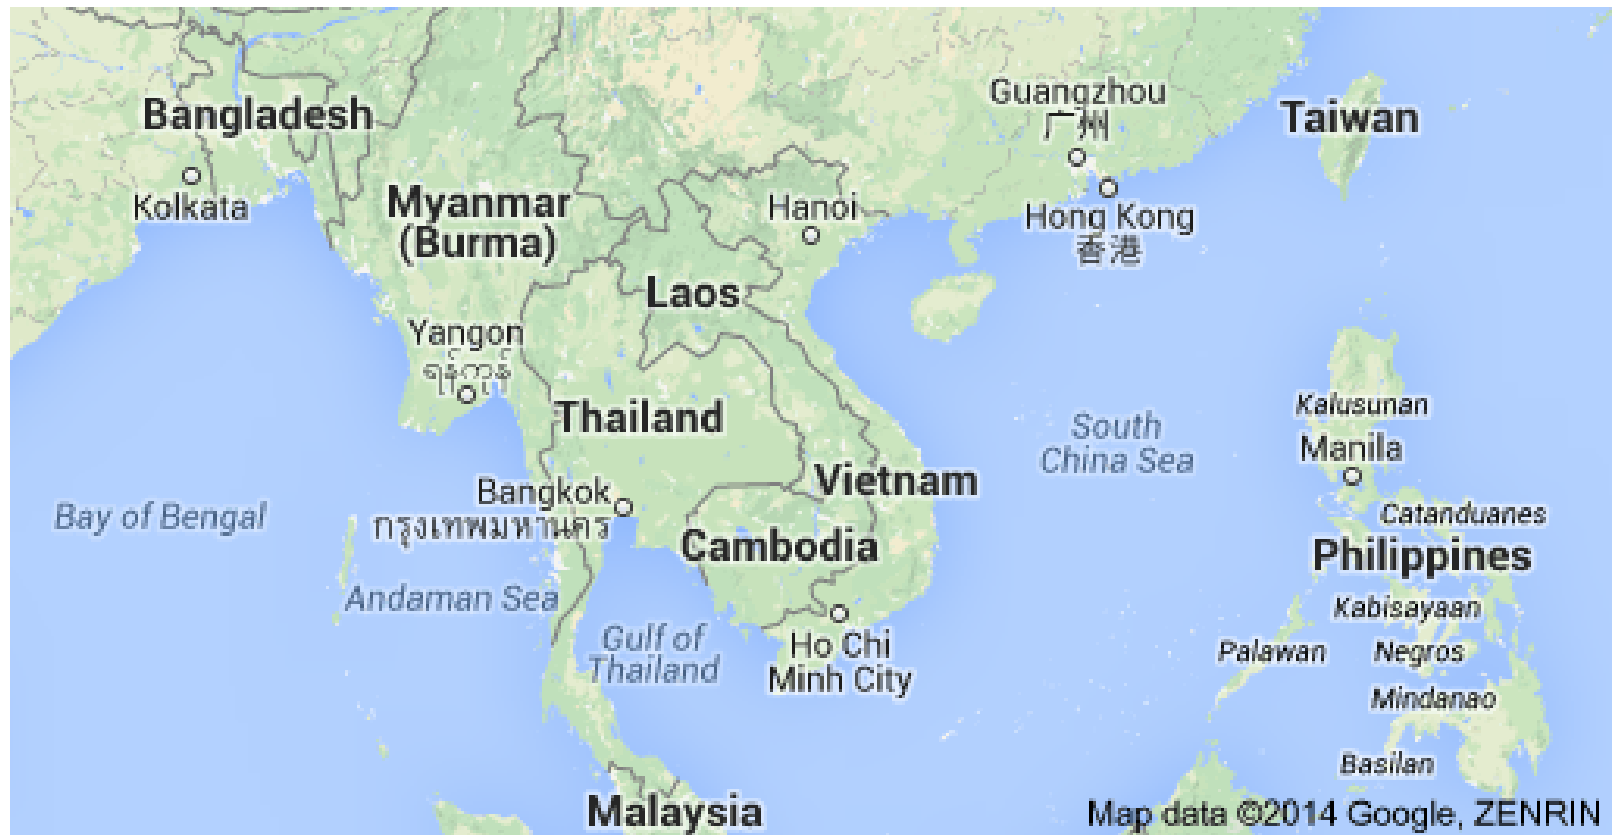 Guangzhou
广州
Bangladesh
Taiwan
Kolkata
Myanmar
(Burma)
Hanoi
Hong Kong
香港
Laos
Yangon
ရန်ကုန်
Thailand
Kalusunan
South
China Sea
Manila
Vietnam
Bangkok
กรุงเทพมหานคร
Bay of Bengal
Catanduanes
Cambodia
Philippines
Andaman Sea
Kabisayaan
Gulf of
Thailand
Ho Chi
Minh City
Palawan
Negros
Mindanao
Basilan
Malaysia
Map data ©2014 Google, ZENRIN